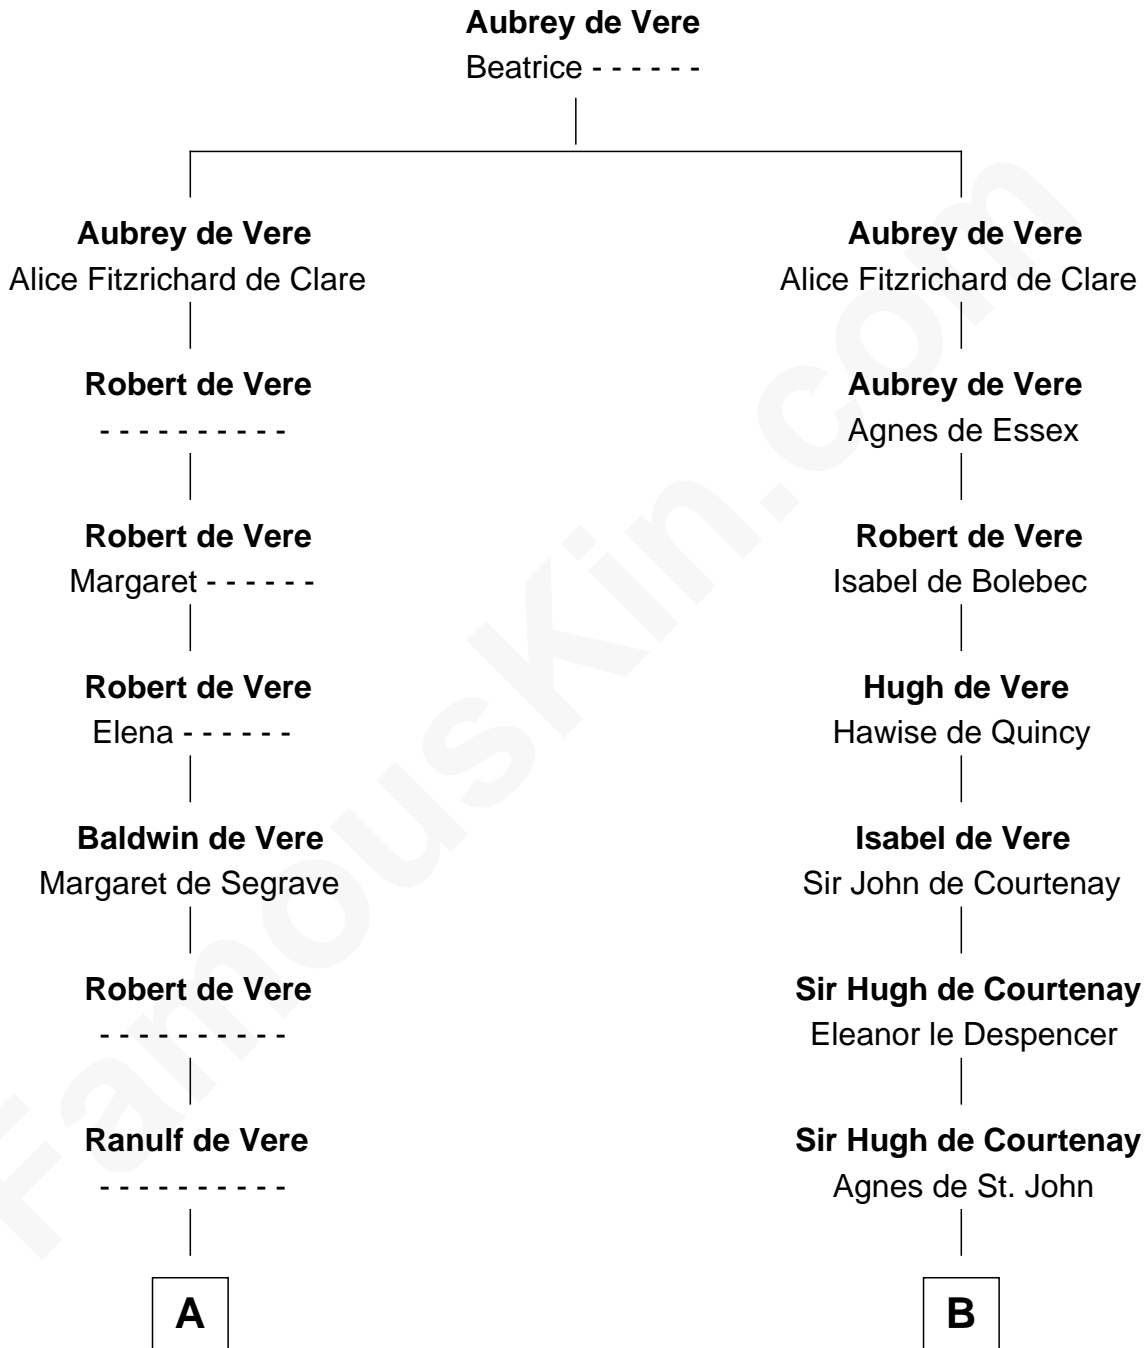 Aubrey de Vere
Beatrice - - - - - -
Aubrey de Vere
Alice Fitzrichard de Clare
Robert de Vere
- - - - - - - - - -
Robert de Vere
Margaret - - - - - -
Robert de Vere
Elena - - - - - -
Baldwin de Vere
Margaret de Segrave
Robert de Vere
- - - - - - - - - -
Ranulf de Vere
- - - - - - - - - -
A
Aubrey de Vere
Alice Fitzrichard de Clare
Aubrey de Vere
Agnes de Essex
Robert de Vere
Isabel de Bolebec
Hugh de Vere
Hawise de Quincy
Isabel de Vere
Sir John de Courtenay
Sir Hugh de Courtenay
Eleanor le Despencer
Sir Hugh de Courtenay
Agnes de St. John
B
FamousKin.com